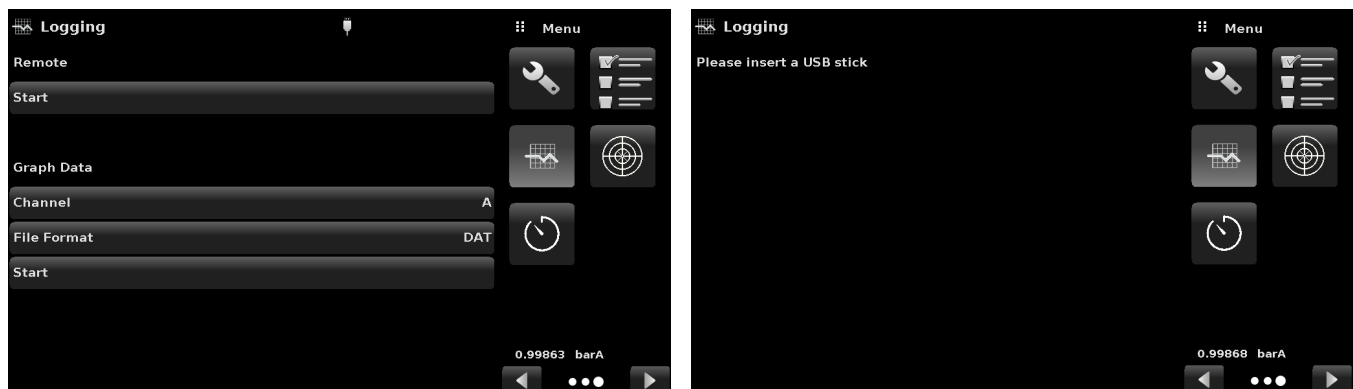 Logging
Menu
Remote
Start
Graph Data
Channel A
File Format DAT
Start
0.99863 barA
Logging
Menu
Please insert a USB stick
0.99868 barA